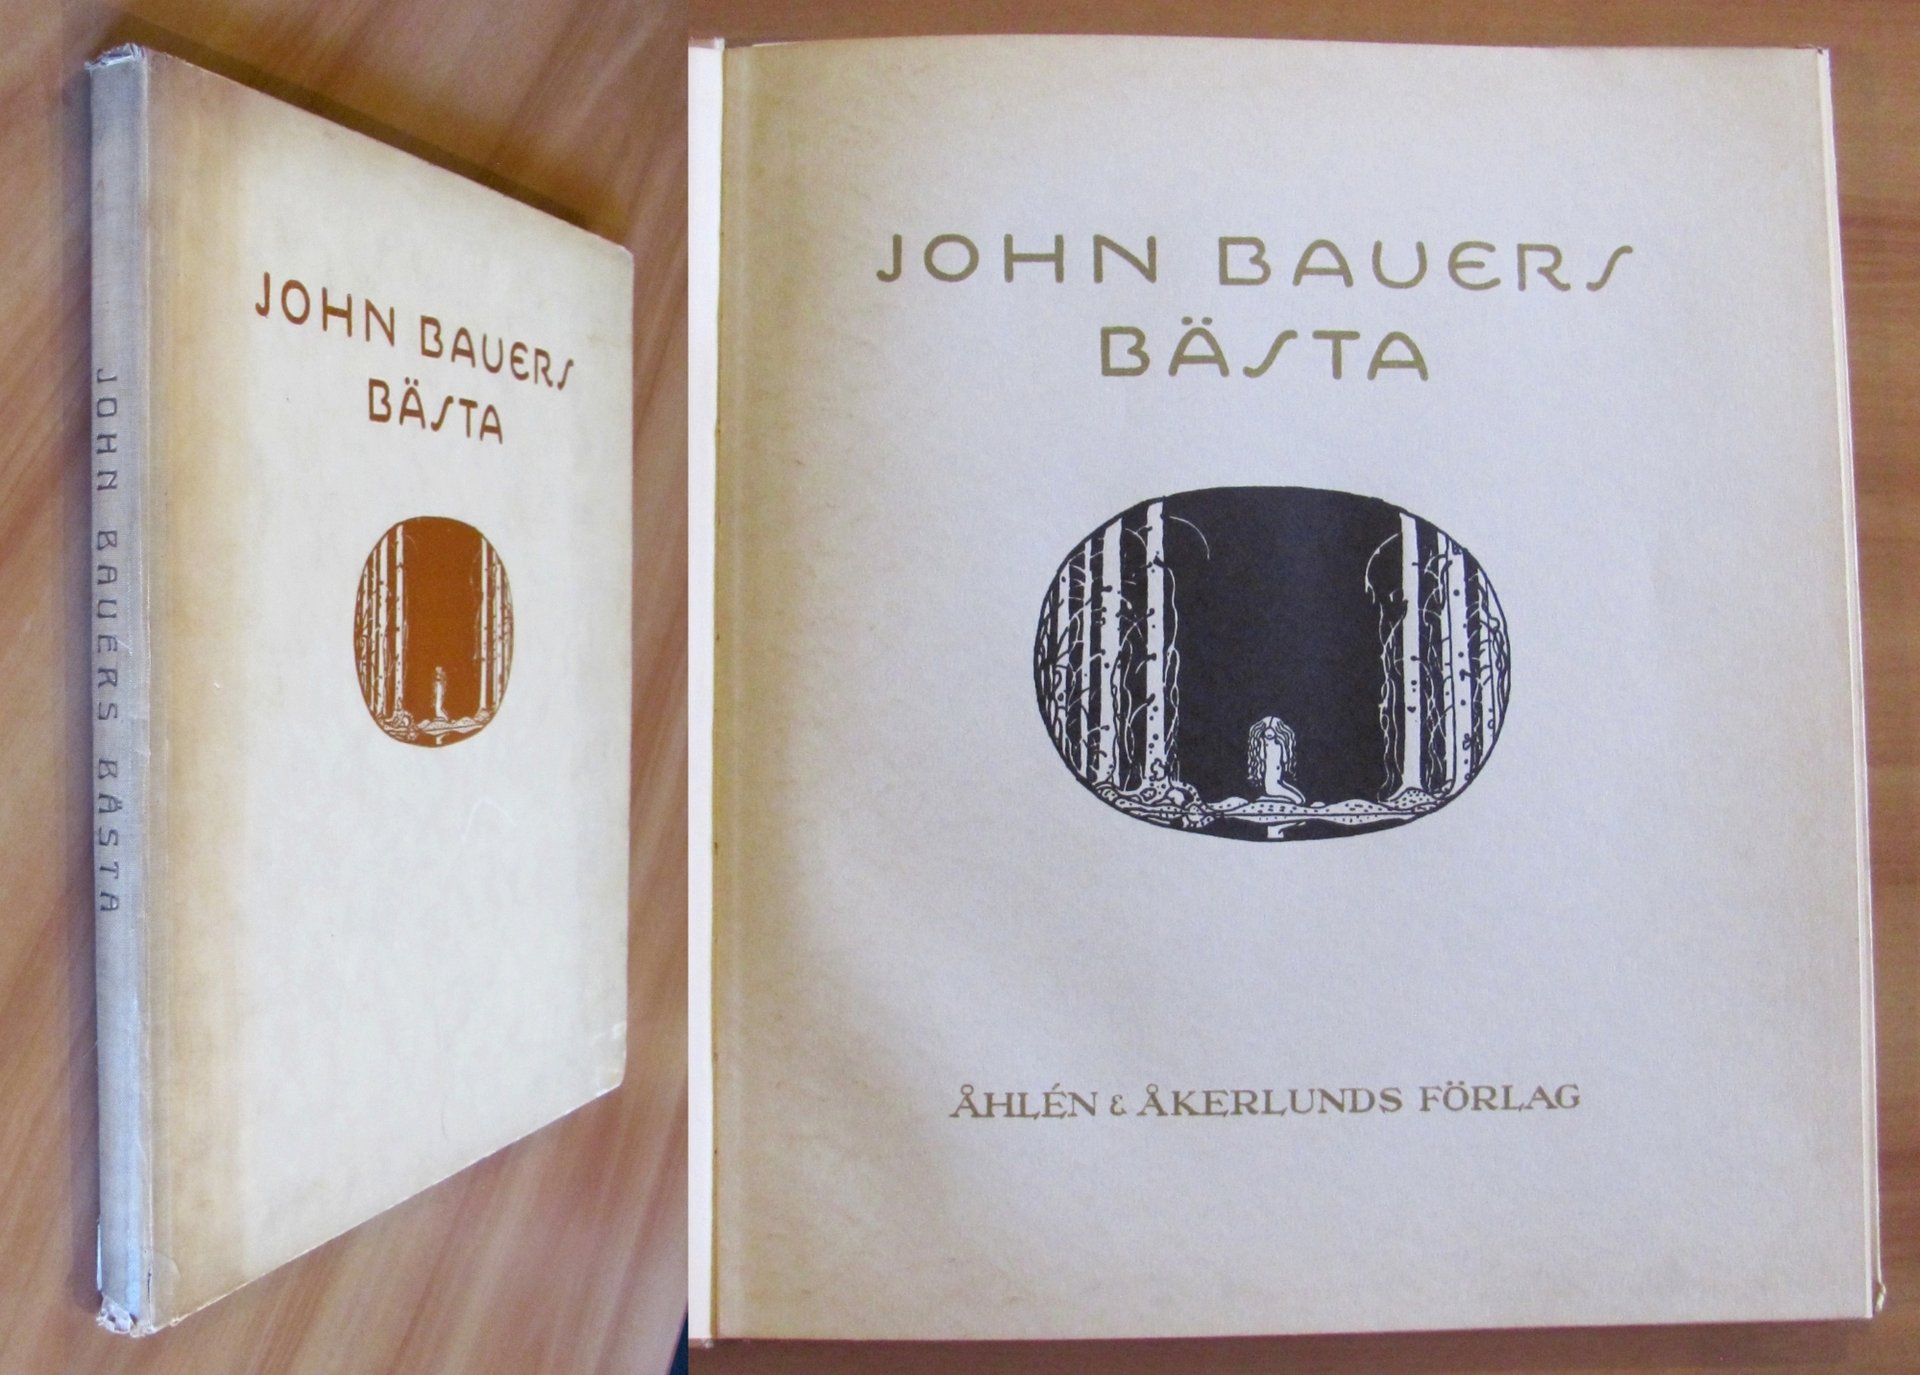 JOHN BAUERS BÄSTA
JOHN BAUERS
BÄSTA
JOHN BAUERS
BÄSTA
ÅHLÉN & ÅKERLUNDS FÖRLAG